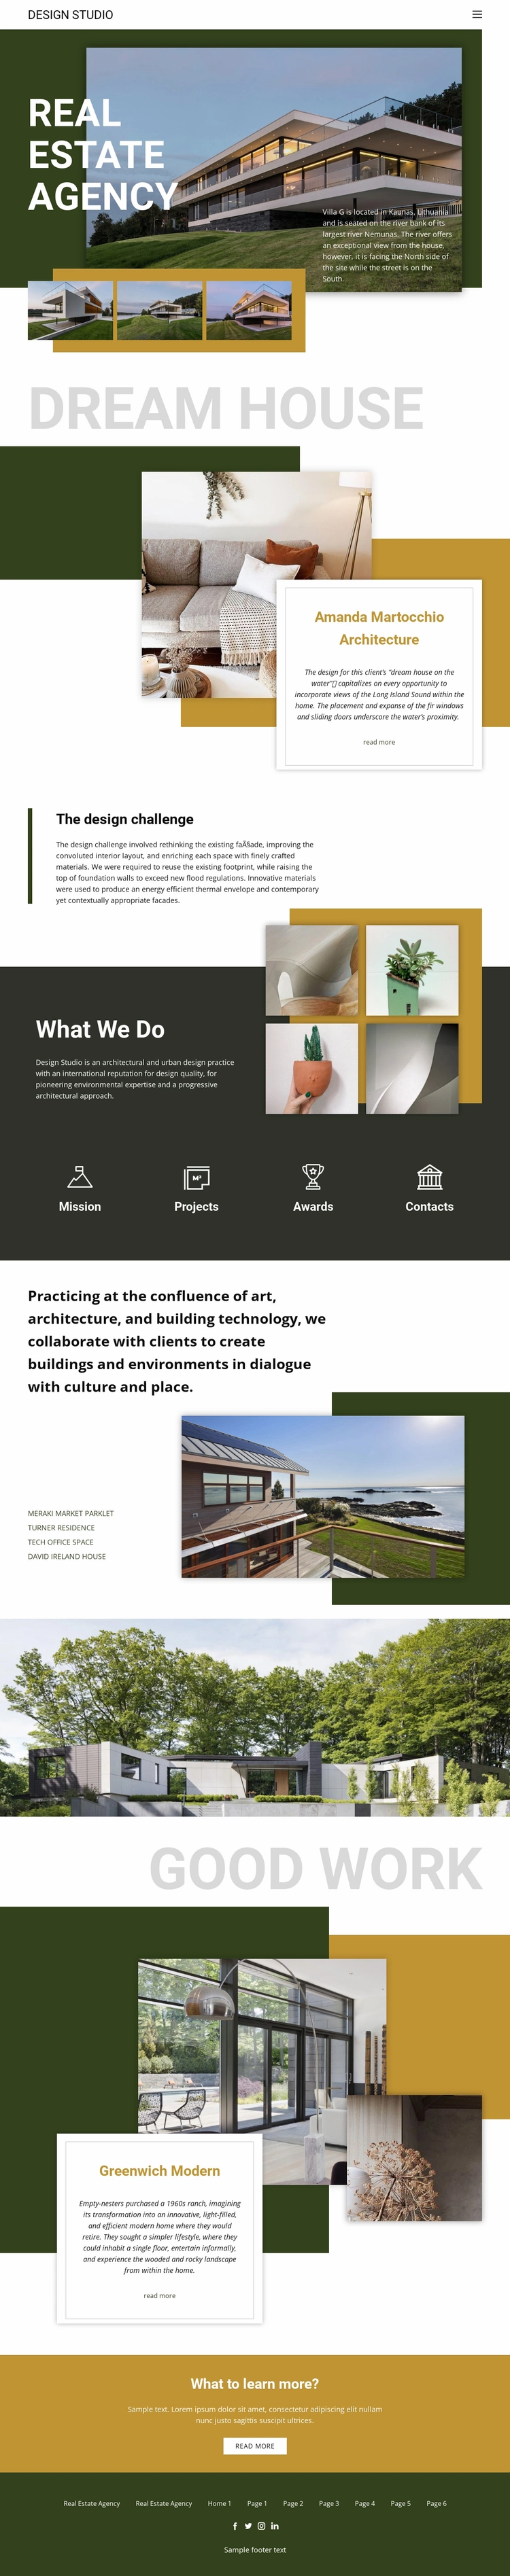 DESIGN STUDIO
REAL
ESTATE
AGENCY
Villa G is located in Kaunas, Lithuania
and is seated on the river bank of its
largest river Nemunas. The river offers
an exceptional view from the house,
however, it is facing the North side of
the site while the street is on the
South.
DREAM HOUSE
Amanda Martocchio
Architecture
The design for this client's "dream house on the
water"▯ capitalizes on every opportunity to
incorporate views of the Long Island Sound within the
home. The placement and expanse of the fir windows
and sliding doors underscore the water's proximity.
read more
The design challenge
The design challenge involved rethinking the existing faÃ§ade, improving the
convoluted interior layout, and enriching each space with finely crafted
materials. We were required to reuse the existing footprint, while raising the
top of foundation walls to exceed new flood regulations. Innovative materials
were used to produce an energy efficient thermal envelope and contemporary
yet contextually appropriate facades.
What We Do
Design Studio is an architectural and urban design practice
with an international reputation for design quality, for
pioneering environmental expertise and a progressive
architectural approach.
M²
Mission
Projects
Awards
Contacts
Practicing at the confluence of art,
architecture, and building technology, we
collaborate with clients to create
buildings and environments in dialogue
with culture and place.
MERAKI MARKET PARKLET
TURNER RESIDENCE
TECH OFFICE SPACE
DAVID IRELAND HOUSE
GOOD WORK
Greenwich Modern
Empty-nesters purchased a 1960s ranch, imagining
its transformation into an innovative, light-filled,
and efficient modern home where they would
retire. They sought a simpler lifestyle, where they
could inhabit a single floor, entertain informally,
and experience the wooded and rocky landscape
from within the home.
read more
What to learn more?
Sample text. Lorem ipsum dolor sit amet, consectetur adipiscing elit nullam
nunc justo sagittis suscipit ultrices.
READ MORE
Real Estate Agency Real Estate Agency Home 1 Page 1 Page 2 Page 3 Page 4 Page 5 Page 6
Sample footer text